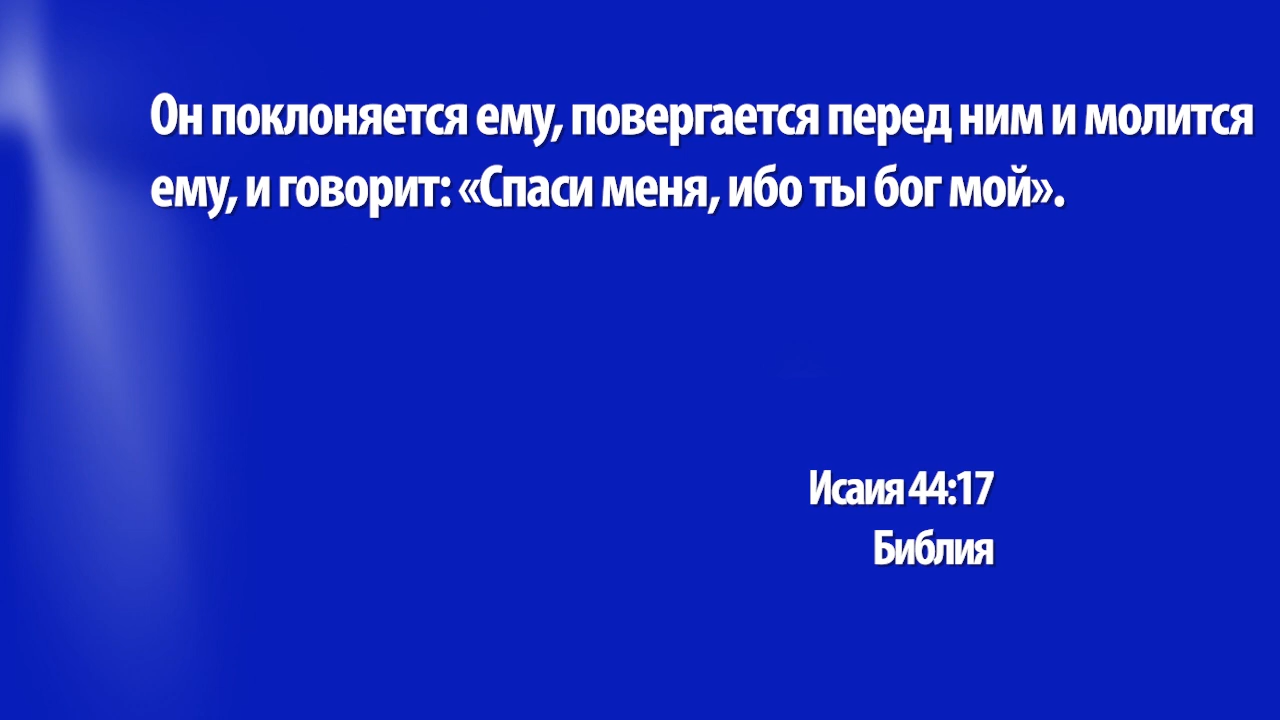 Он поклоняется ему, повергается перед ним и молится
ему, и говорит: «Спаси меня, ибо ты бог мой».
Исаия 44:17
Библия